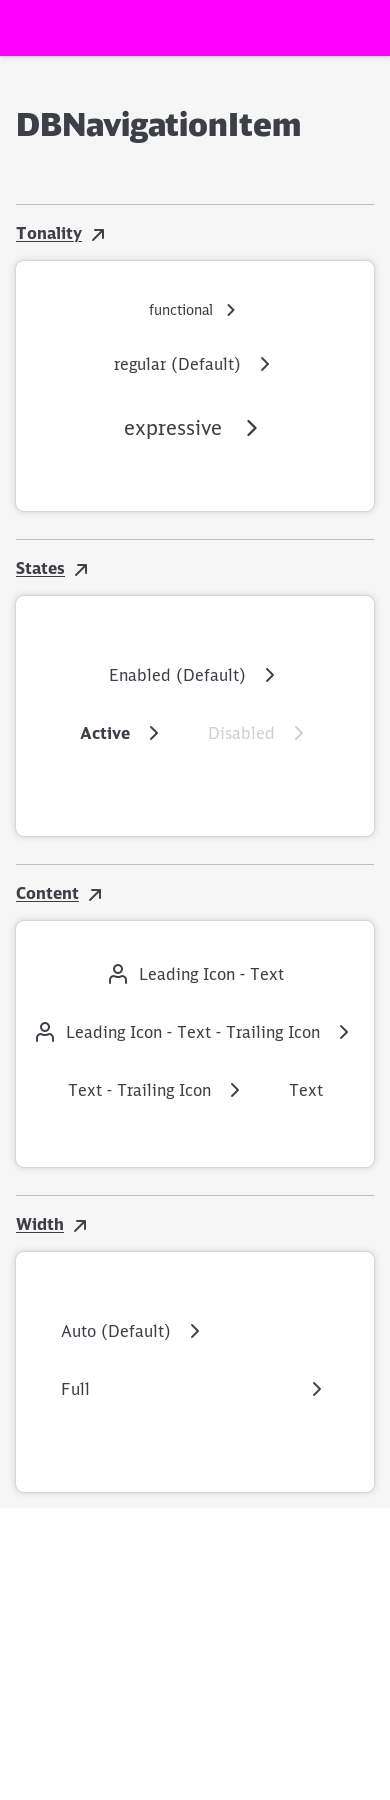 DBNavigationItem
Tonality
functional
regular (Default)
expressive
States
Enabled (Default)
Active Disabled
Content
Leading Icon - Text
Leading Icon - Text - Trailing Icon
Text - Trailing Icon Text
Width
Auto (Default)
Full